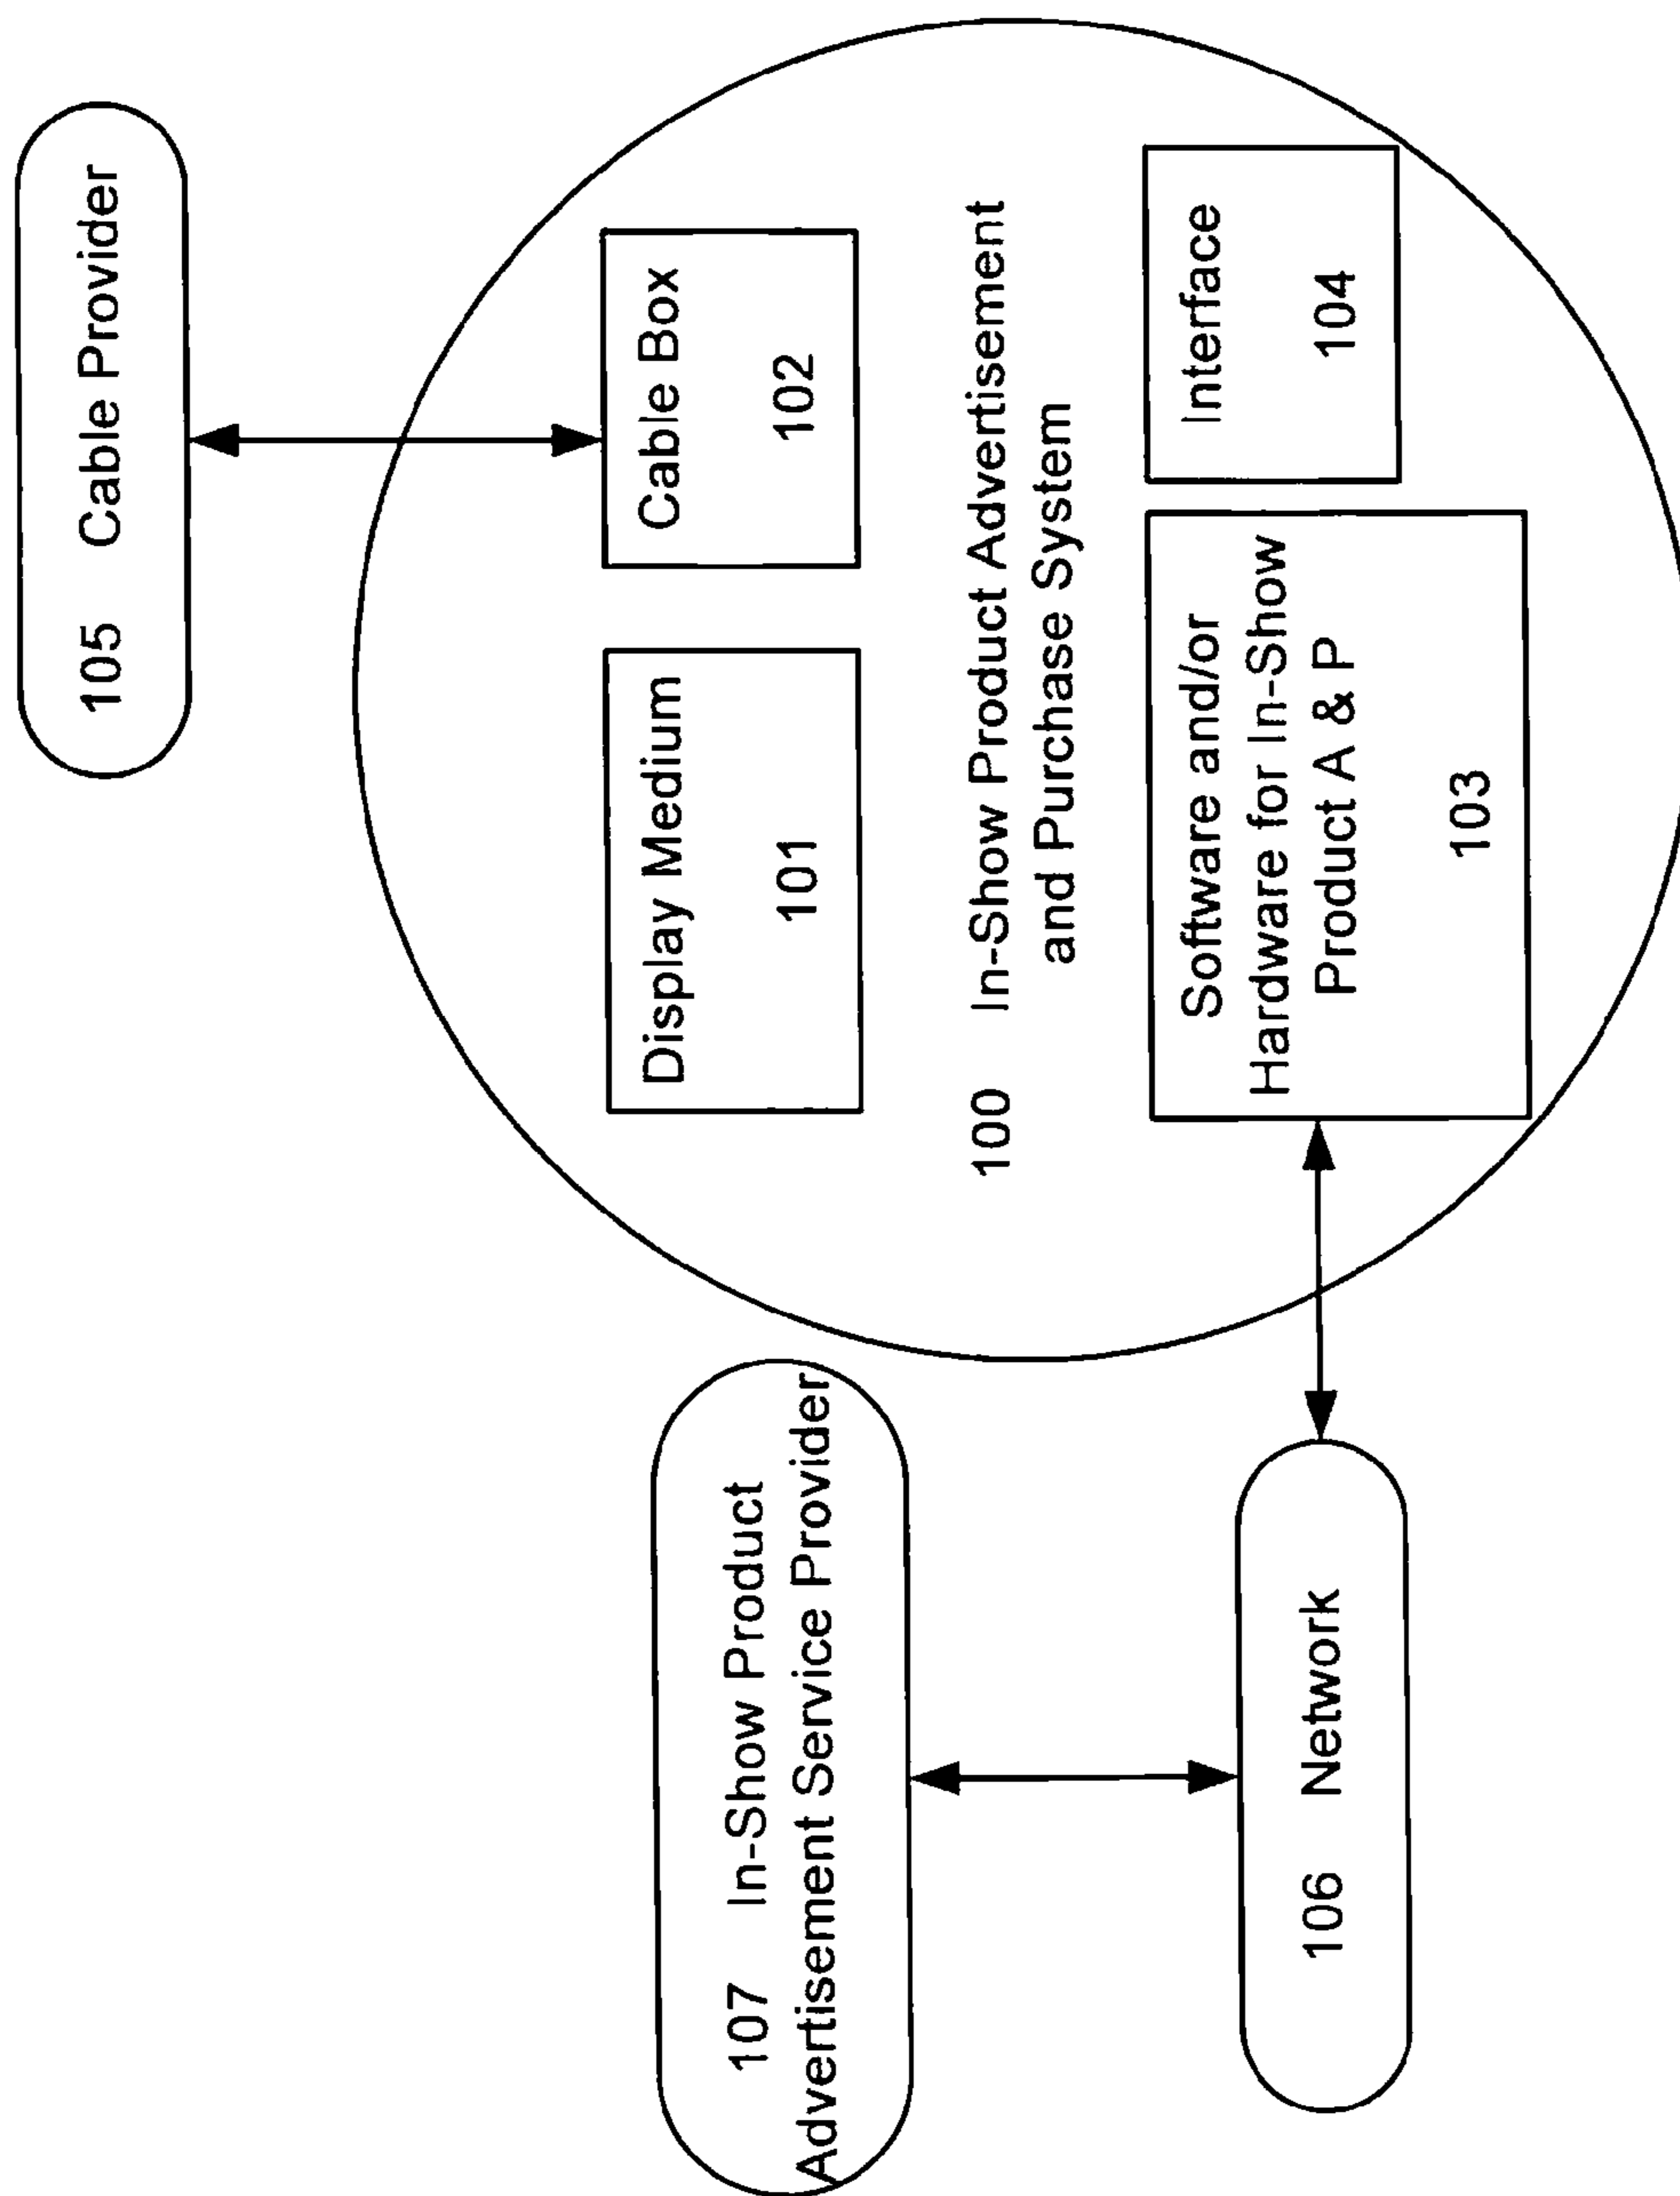 107 In-Show Product
Advertisement Service Provider
106 Network
105 Cable Provider
Display Medium
101
Cable Box
102
100 In-Show Product Advertisement
and Purchase System
Software and/or
Hardware for In-Show
Product A & P
103
Interface
104